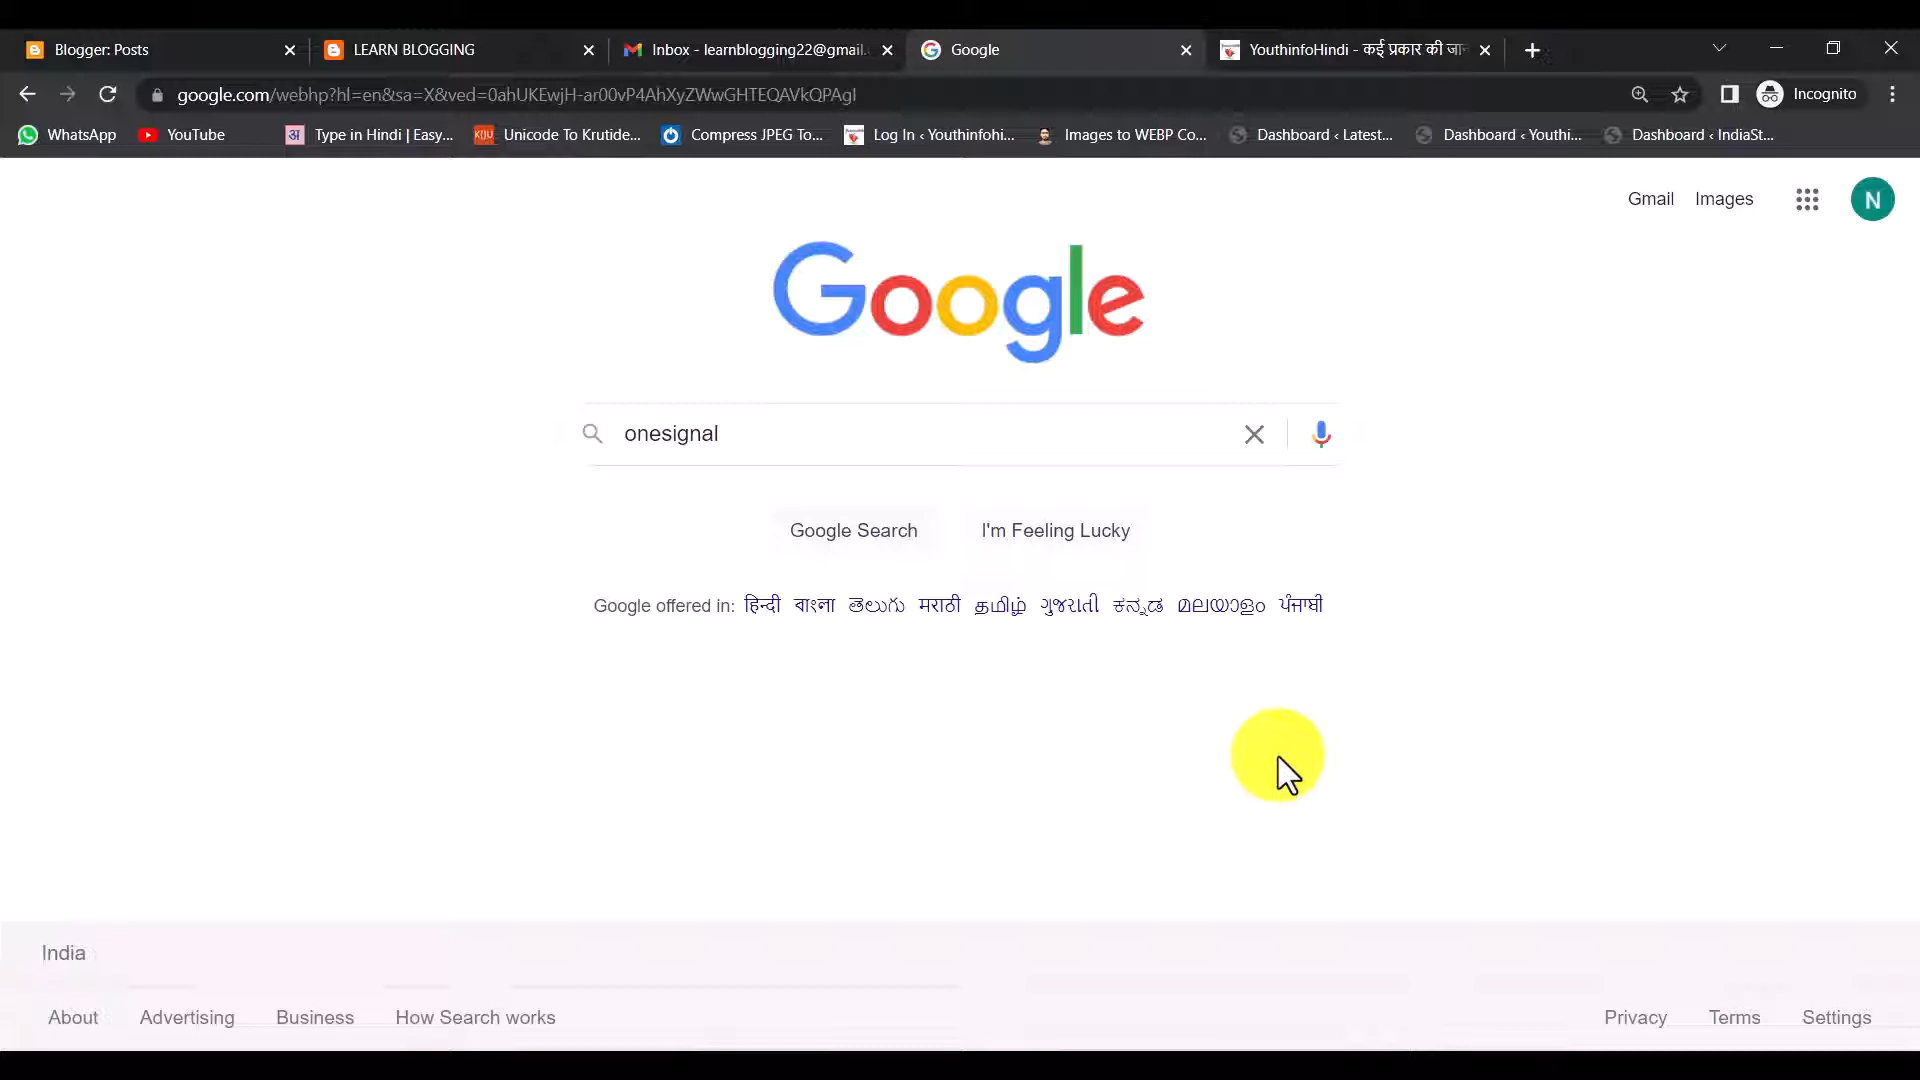 Blogger: Posts
LEARN BLOGGING
Inbox - learnblogging22@gmail.
Google
YouthinfoHindi - कई प्रकार की जान
google.com/webhp?hl=en&sa=X&ved=0ahUKEwjH-ar00vP4AhXyZWwGHTEQAVkQPAgI
Incognito
WhatsApp
YouTube
अ Type in Hindi | Easy...
Unicode To Krutide...
Compress JPEG To...
Log In ‹ Youthinfohi...
Images to WEBP Co...
Dashboard ‹ Latest...
Dashboard ‹ Youthi...
Dashboard ‹ IndiaSt...
Gmail Images
N
Google
onesignal
Google Search I'm Feeling Lucky
Google offered in: हिन्दी বাংলা తెలుగు मराठी தமிழ் ગુજરાતી ಕನ್ನಡ മലയാളം ਪੰਜਾਬੀ
India
About Advertising Business How Search works Privacy Terms Settings